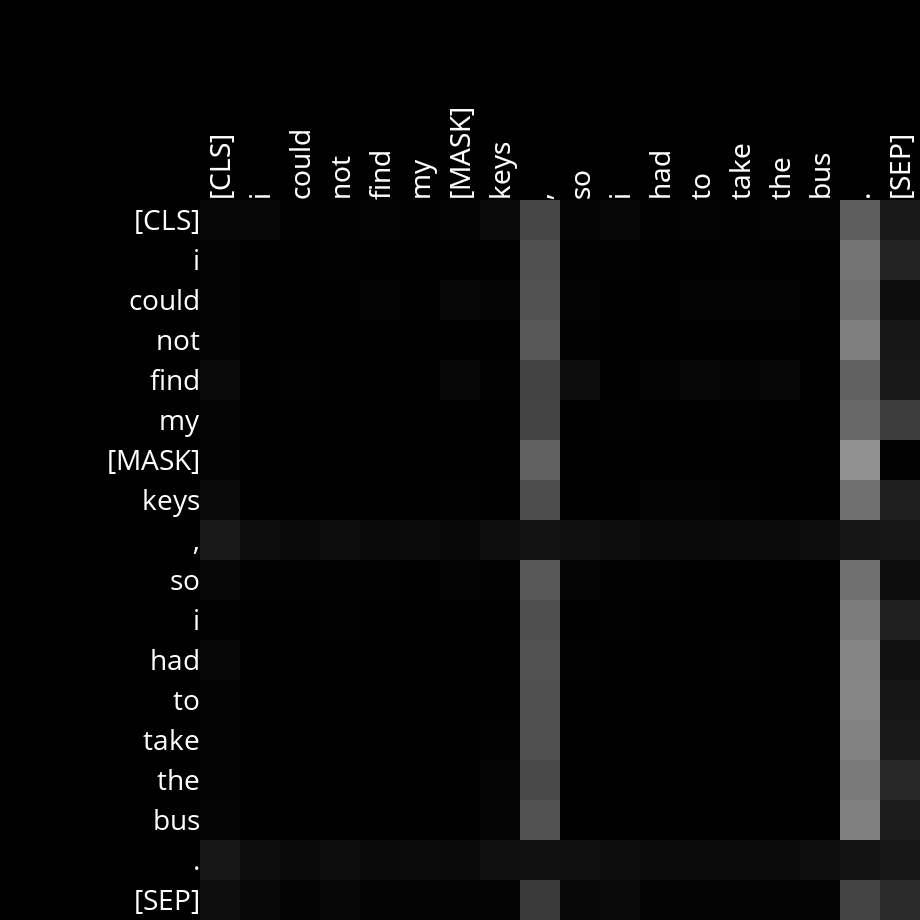 [CLS] i could not find my [MASK] keys , so i had to take the bus . [SEP]
[CLS]
i
could
not
find
my
[MASK]
keys
,
so
i
had
to
take
the
bus
.
[SEP]